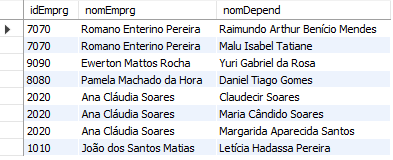 idEmprg nomEmprg nomDepend
7070 Romano Enterino Pereira Raimundo Arthur Benício Mendes
7070 Romano Enterino Pereira Malu Isabel Tatiane
9090 Ewerton Mattos Rocha Yuri Gabriel da Rosa
8080 Pamela Machado da Hora Daniel Tiago Gomes
2020 Ana Cláudia Soares Claudecir Soares
2020 Ana Cláudia Soares Maria Cândido Soares
2020 Ana Cláudia Soares Margarida Aparecida Santos
1010 João dos Santos Matias Letícia Hadassa Pereira